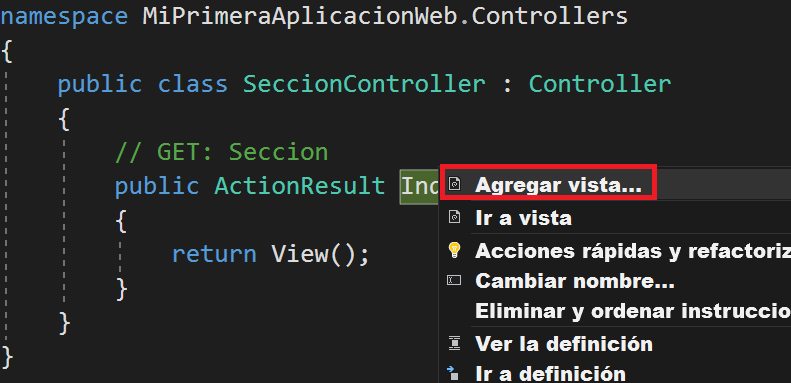 namespace MiPrimeraAplicacionWeb.Controllers
{
public class SeccionController : Controller
{
// GET: Seccion
public ActionResult Ind
{
return View();
}
}
}
Agregar vista...
Ir a vista
Acciones rápidas y refactoriz
Cambiar nombre...
Eliminar y ordenar instruccio
Ver la definición
Ir a definición